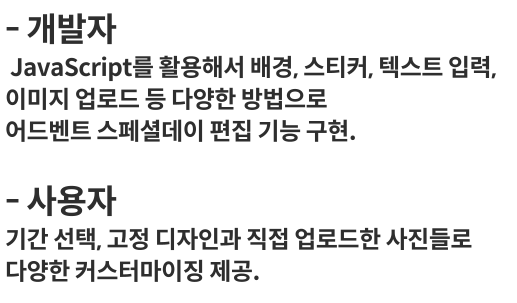 - 개발자
JavaScript를 활용해서 배경, 스티커, 텍스트 입력,
이미지 업로드 등 다양한 방법으로
어드벤트 스페셜데이 편집 기능 구현.
- 사용자
기간 선택, 고정 디자인과 직접 업로드한 사진들로
다양한 커스터마이징 제공.